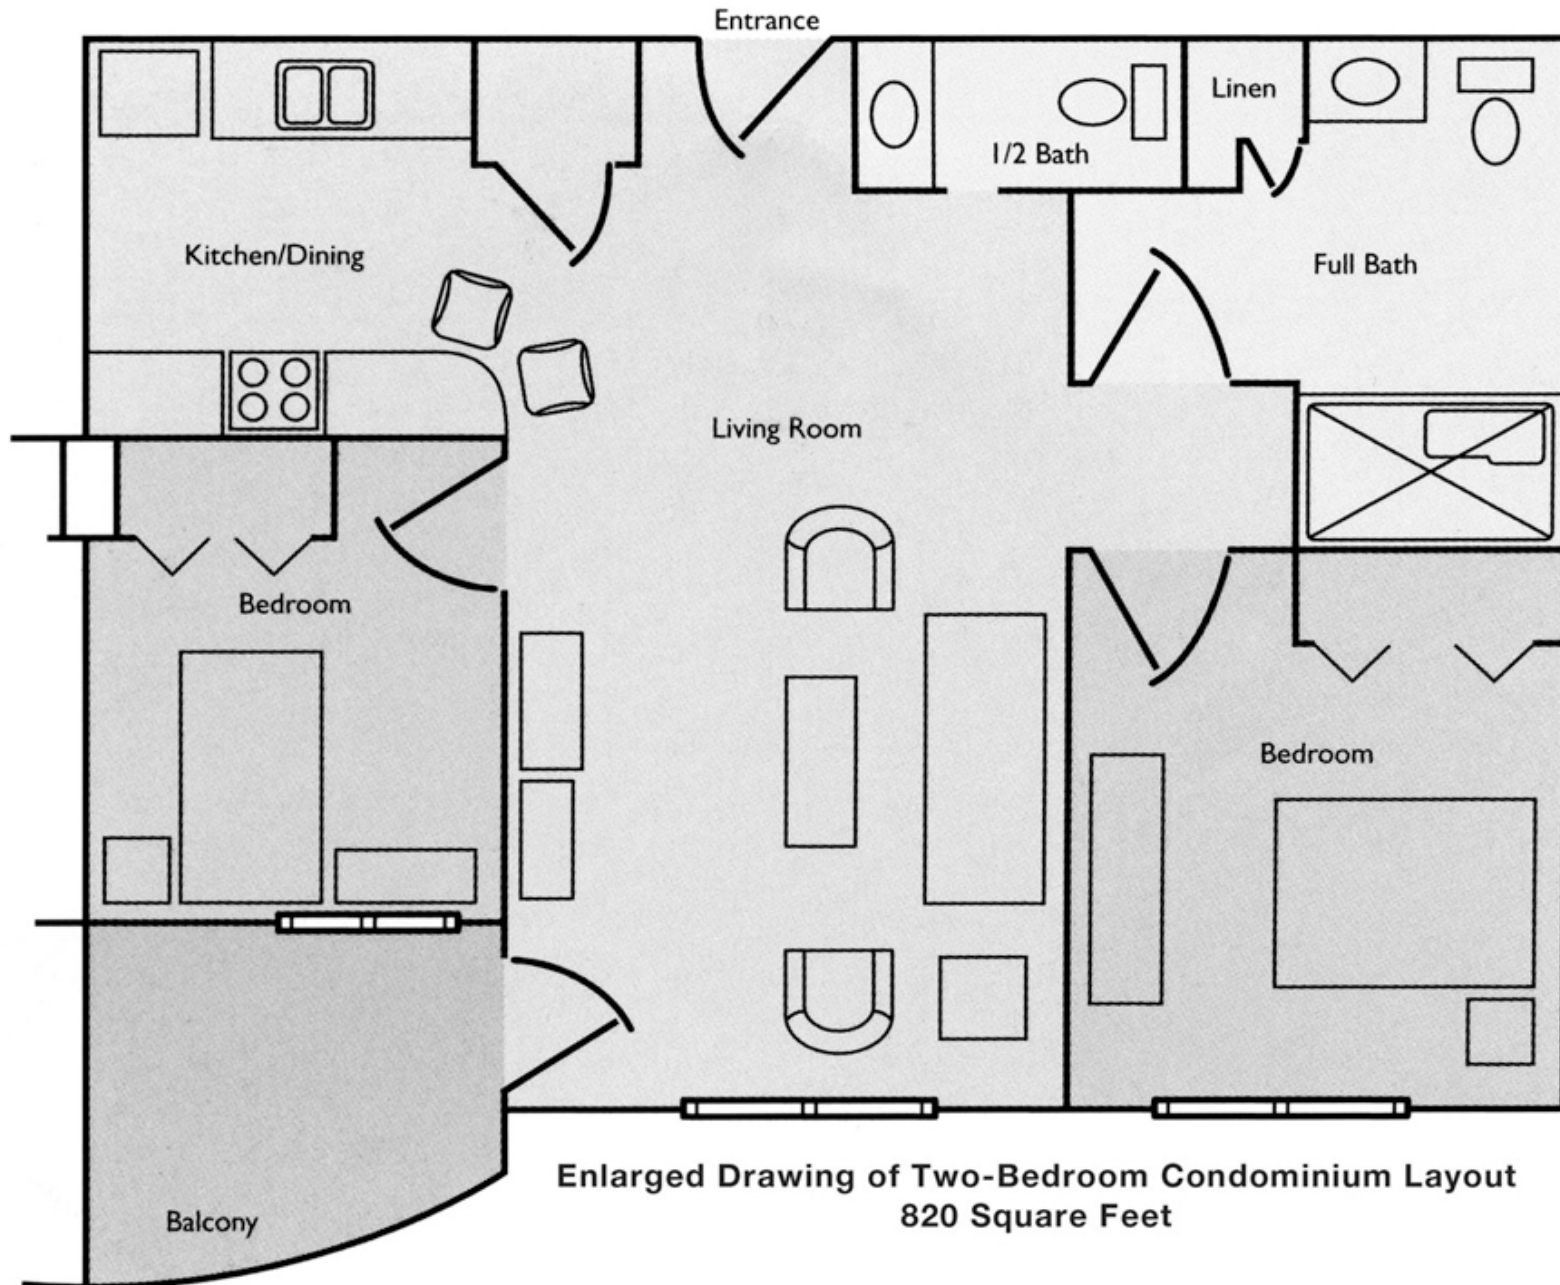 Entrance
Linen
1/2 Bath
Kitchen/Dining
Full Bath
Living Room
Bedroom
Bedroom
Enlarged Drawing of Two-Bedroom Condominium Layout
820 Square Feet
Balcony